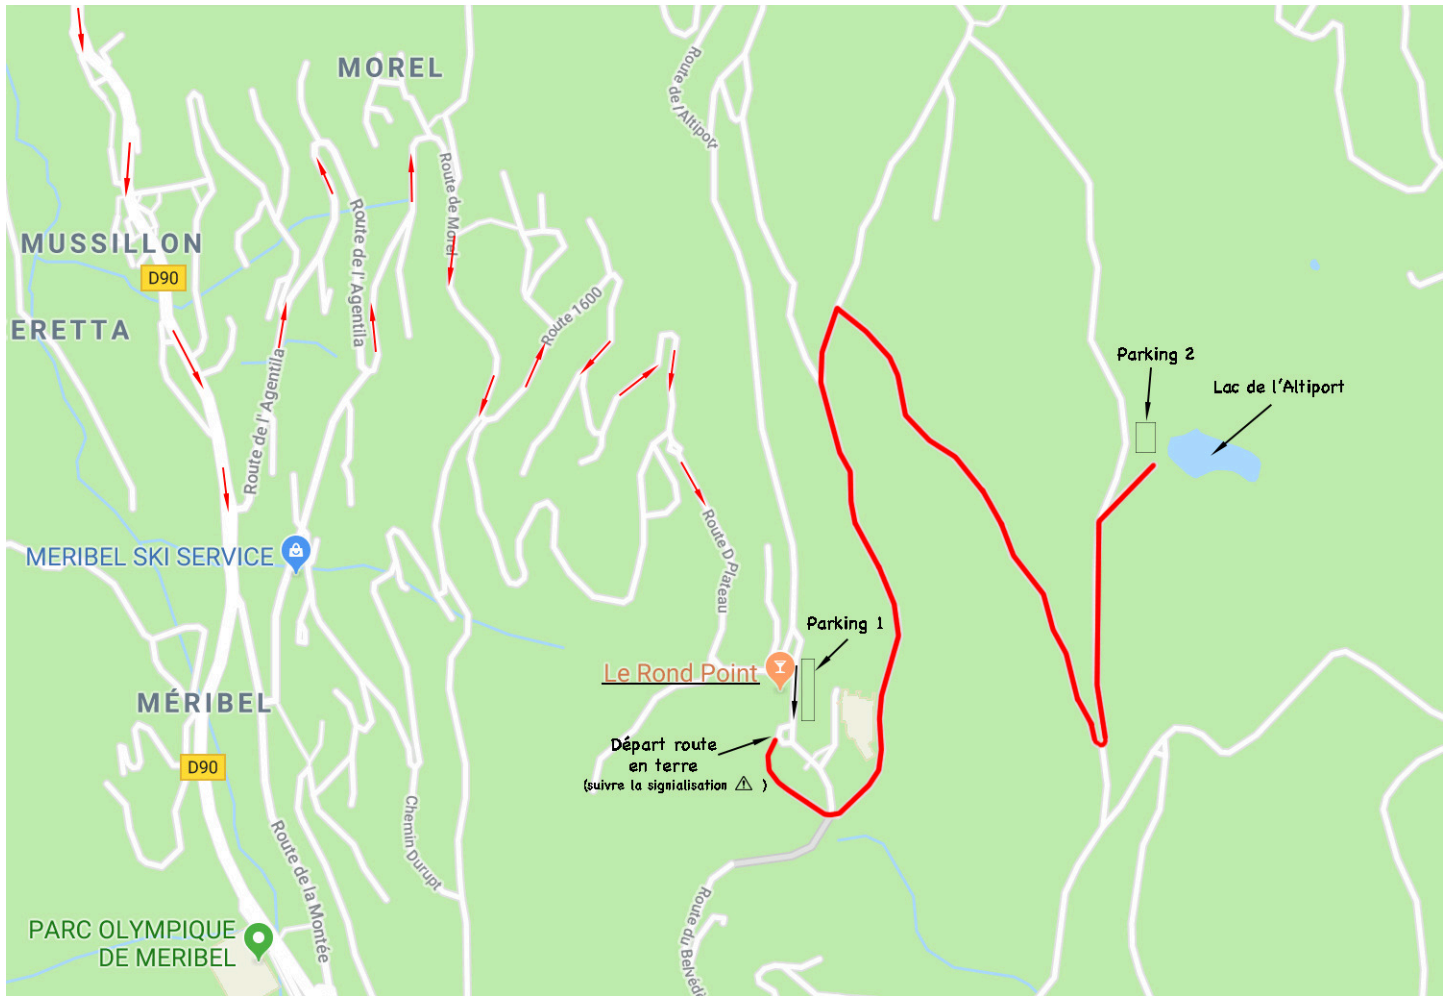 MOREL
Route de l'Altiport
Route de Morel
Route de l' Agentila
MUSSILLON
D90
Route 1600
ERETTA
Parking 2
Lac de l'Altiport
Route de l' Agentila
MERIBEL SKI SERVICE
Route D Plateau
Parking 1
Le Rond Point
MÉRIBEL
Départ route
en terre
(suivre la signialisation ⚠ )
D90
Chemin Durupt
Route de la Montée
Route du Belvédè
PARC OLYMPIQUE
DE MERIBEL